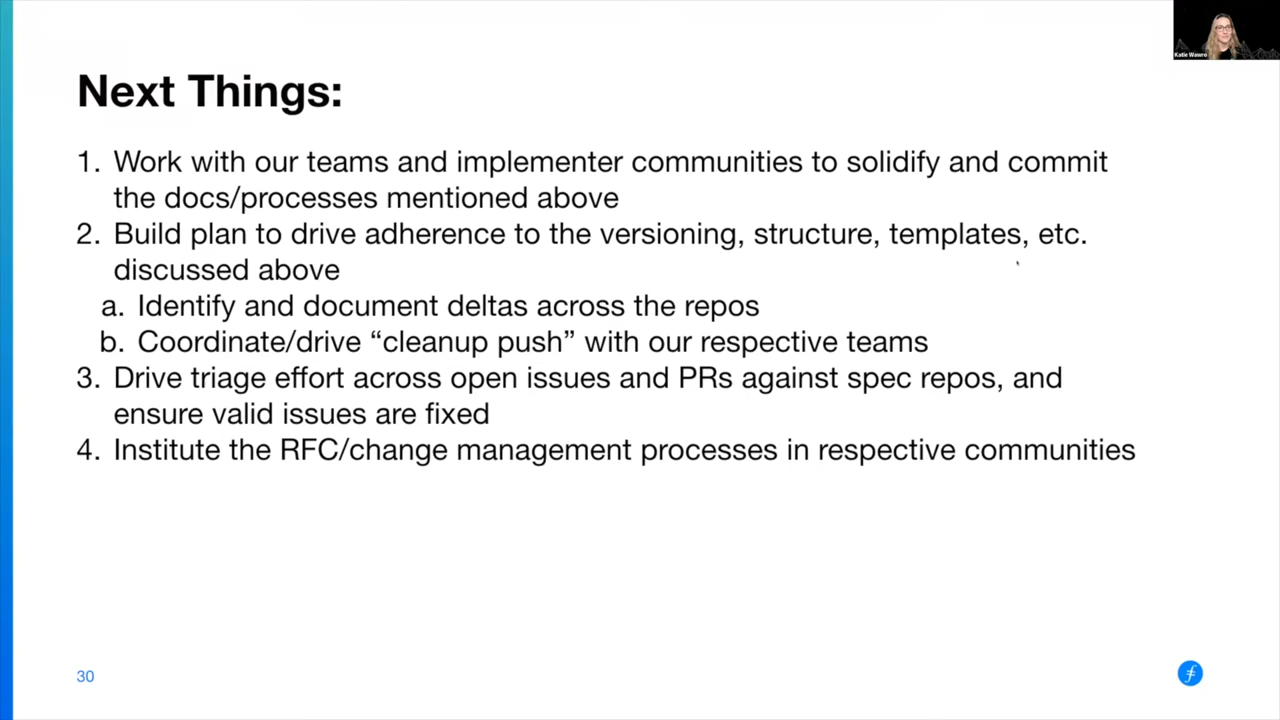 Katie Wawro
Next Things:
1. Work with our teams and implementer communities to solidify and commit
the docs/processes mentioned above
2. Build plan to drive adherence to the versioning, structure, templates, etc.
discussed above
a. Identify and document deltas across the repos
b. Coordinate/drive “cleanup push” with our respective teams
3. Drive triage effort across open issues and PRs against spec repos, and
ensure valid issues are fixed
4. Institute the RFC/change management processes in respective communities
30